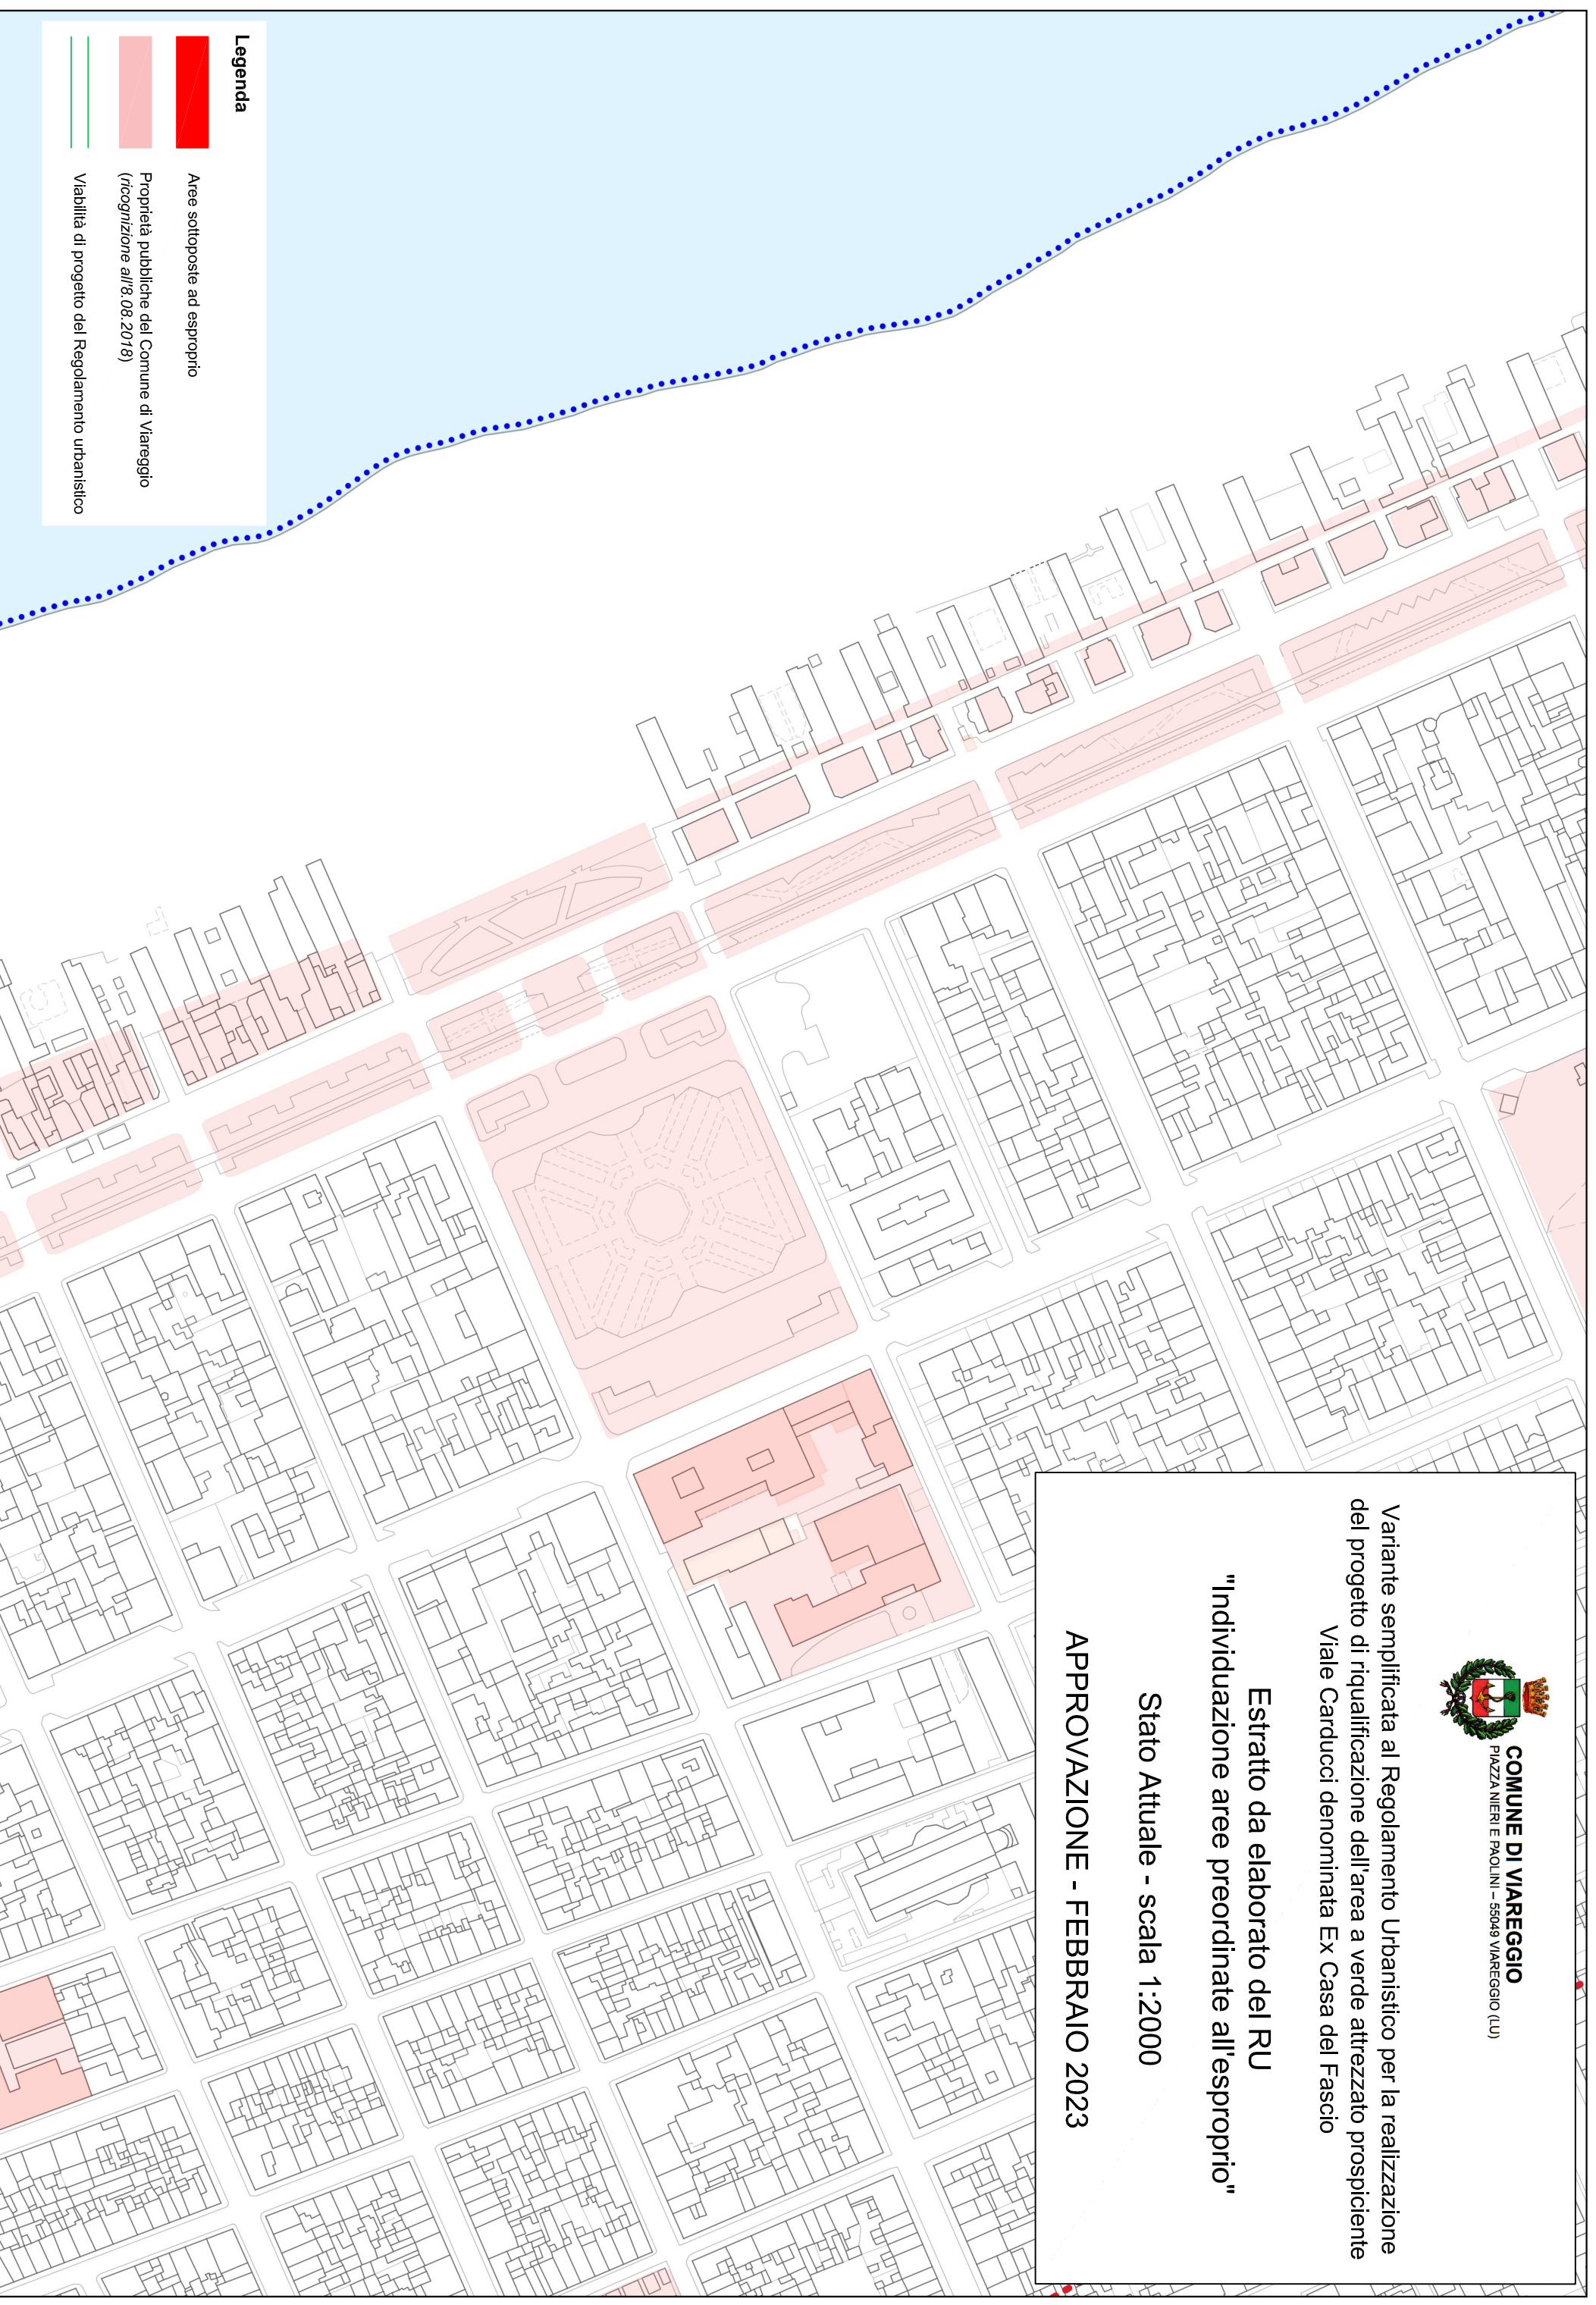 COMUNE DI VIAREGGIO
PIAZZA NIERI E PAOLINI – 55049 VIAREGGIO (LU)
Variante semplificata al Regolamento Urbanistico per la realizzazione
del progetto di riqualificazione dell'area a verde attrezzato prospiciente
Viale Carducci denominata Ex Casa del Fascio
Estratto da elaborato del RU
"Individuazione aree preordinate all'esproprio"
Stato Attuale - scala 1:2000
APPROVAZIONE - FEBBRAIO 2023
Legenda
Aree sottoposte ad esproprio
Proprietà pubbliche del Comune di Viareggio
(ricognizione all'8.08.2018)
Viabilità di progetto del Regolamento urbanistico